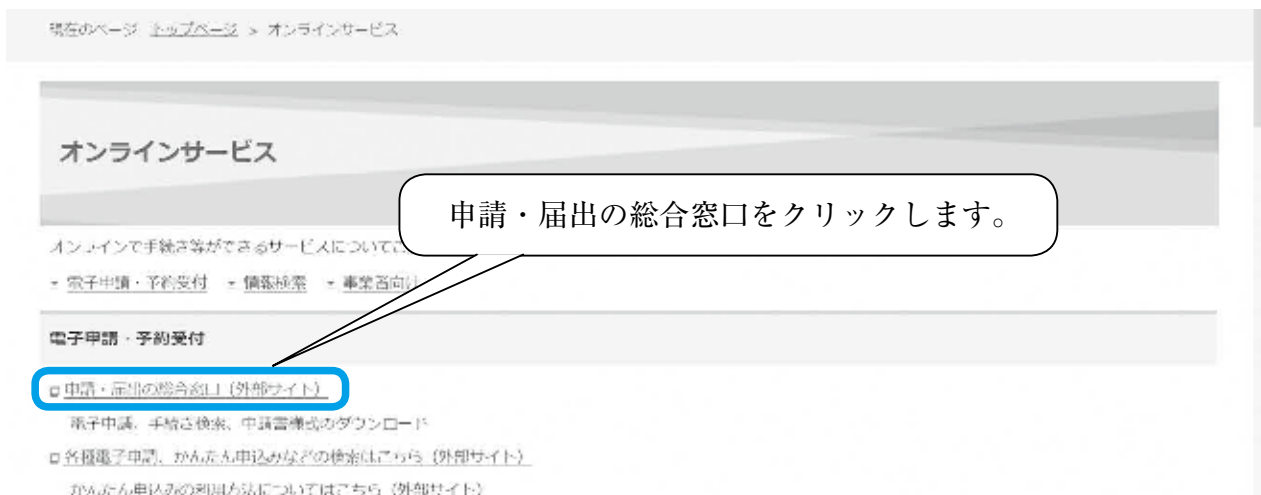 現在のページ トップページ > オンラインサービス
オンラインサービス
申請・届出の総合窓口をクリックします。
オンラインで手続き等ができるサービスについてご
電子申請・予約受付 情報検索 事業者向け
電子申請・予約受付
申請・届出の総合窓口（外部サイト）
電子申請、手続き検索、申請書様式のダウンロード
各種電子申請、かんたん申込みなどの検索はこちら（外部サイト）
かんたん申込みの利用方法についてはこちら（外部サイト）